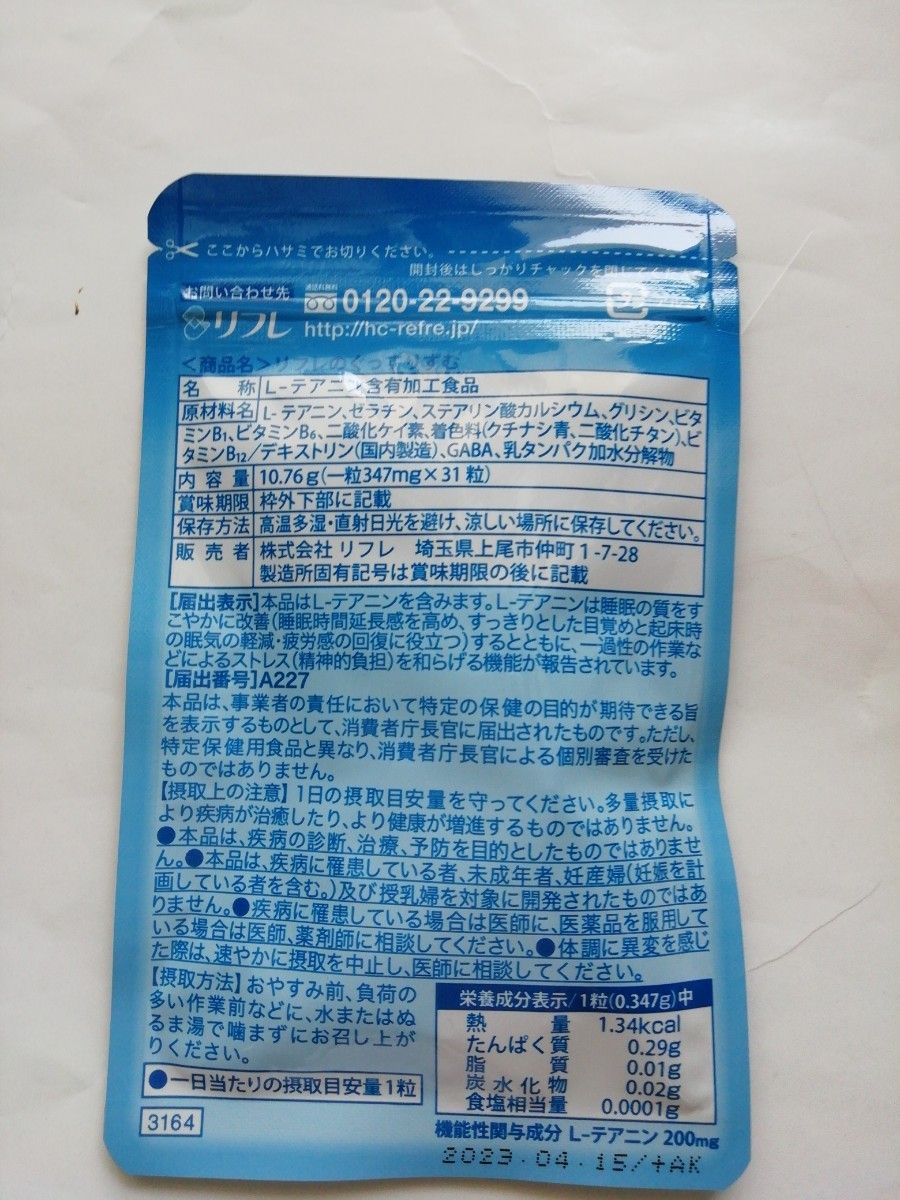 ここからハサミでお切りください。
開封後はしっかりチャックを閉じてくだ
お問い合わせ先
通話料無料
0120-22-9299
プラ
リフレ http://hc-refre.jp/
<商品名>リフレのぐっすりずむ
名 称 L-テアニン含有加工食品
原材料名 L-テアニン、ゼラチン、ステアリン酸カルシウム、グリシン、ビタ
ミンB₁、ビタミンB₆、二酸化ケイ素、着色料(クチナシ青、二酸化チタン)、ビ
タミンB₁₂/デキストリン(国内製造)、GABA、乳タンパク加水分解物
内 容 量 10.76g(一粒347mg×31粒)
賞味期限 枠外下部に記載
保存方法 高温多湿・直射日光を避け、涼しい場所に保存してください。
販 売 者 株式会社 リフレ 埼玉県上尾市仲町1-7-28
製造所固有記号は賞味期限の後に記載
[届出表示]本品はL-テアニンを含みます。L-テアニンは睡眠の質をす
こやかに改善(睡眠時間延長感を高め、すっきりとした目覚めと起床時
の眠気の軽減・疲労感の回復に役立つ)するとともに、一過性の作業な
どによるストレス(精神的負担)を和らげる機能が報告されています。
[届出番号]A227
本品は、事業者の責任において特定の保健の目的が期待できる旨
を表示するものとして、消費者庁長官に届出されたものです。ただし、
特定保健用食品と異なり、消費者庁長官による個別審査を受けた
ものではありません。
【摂取上の注意】1日の摂取目安量を守ってください。多量摂取に
より疾病が治癒したり、より健康が増進するものではありません。
●本品は、疾病の診断、治療、予防を目的としたものではありませ
ん。●本品は、疾病に罹患している者、未成年者、妊産婦(妊娠を計
画している者を含む。)及び授乳婦を対象に開発されたものではあ
りません。●疾病に罹患している場合は医師に、医薬品を服用して
いる場合は医師、薬剤師に相談してください。●体調に異変を感じ
た際は、速やかに摂取を中止し、医師に相談してください。
【摂取方法】おやすみ前、負荷の
多い作業前などに、水またはぬ
るま湯で噛まずにお召し上が
りください。
●一日当たりの摂取目安量1粒
3164
栄養成分表示/1粒(0.347g)中
熱 量 1.34kcal
たんぱく質 0.29g
脂 質 0.01g
炭水化物 0.02g
食塩相当量 0.0001g
機能性関与成分 L-テアニン 200mg
2023.04.15/+AK